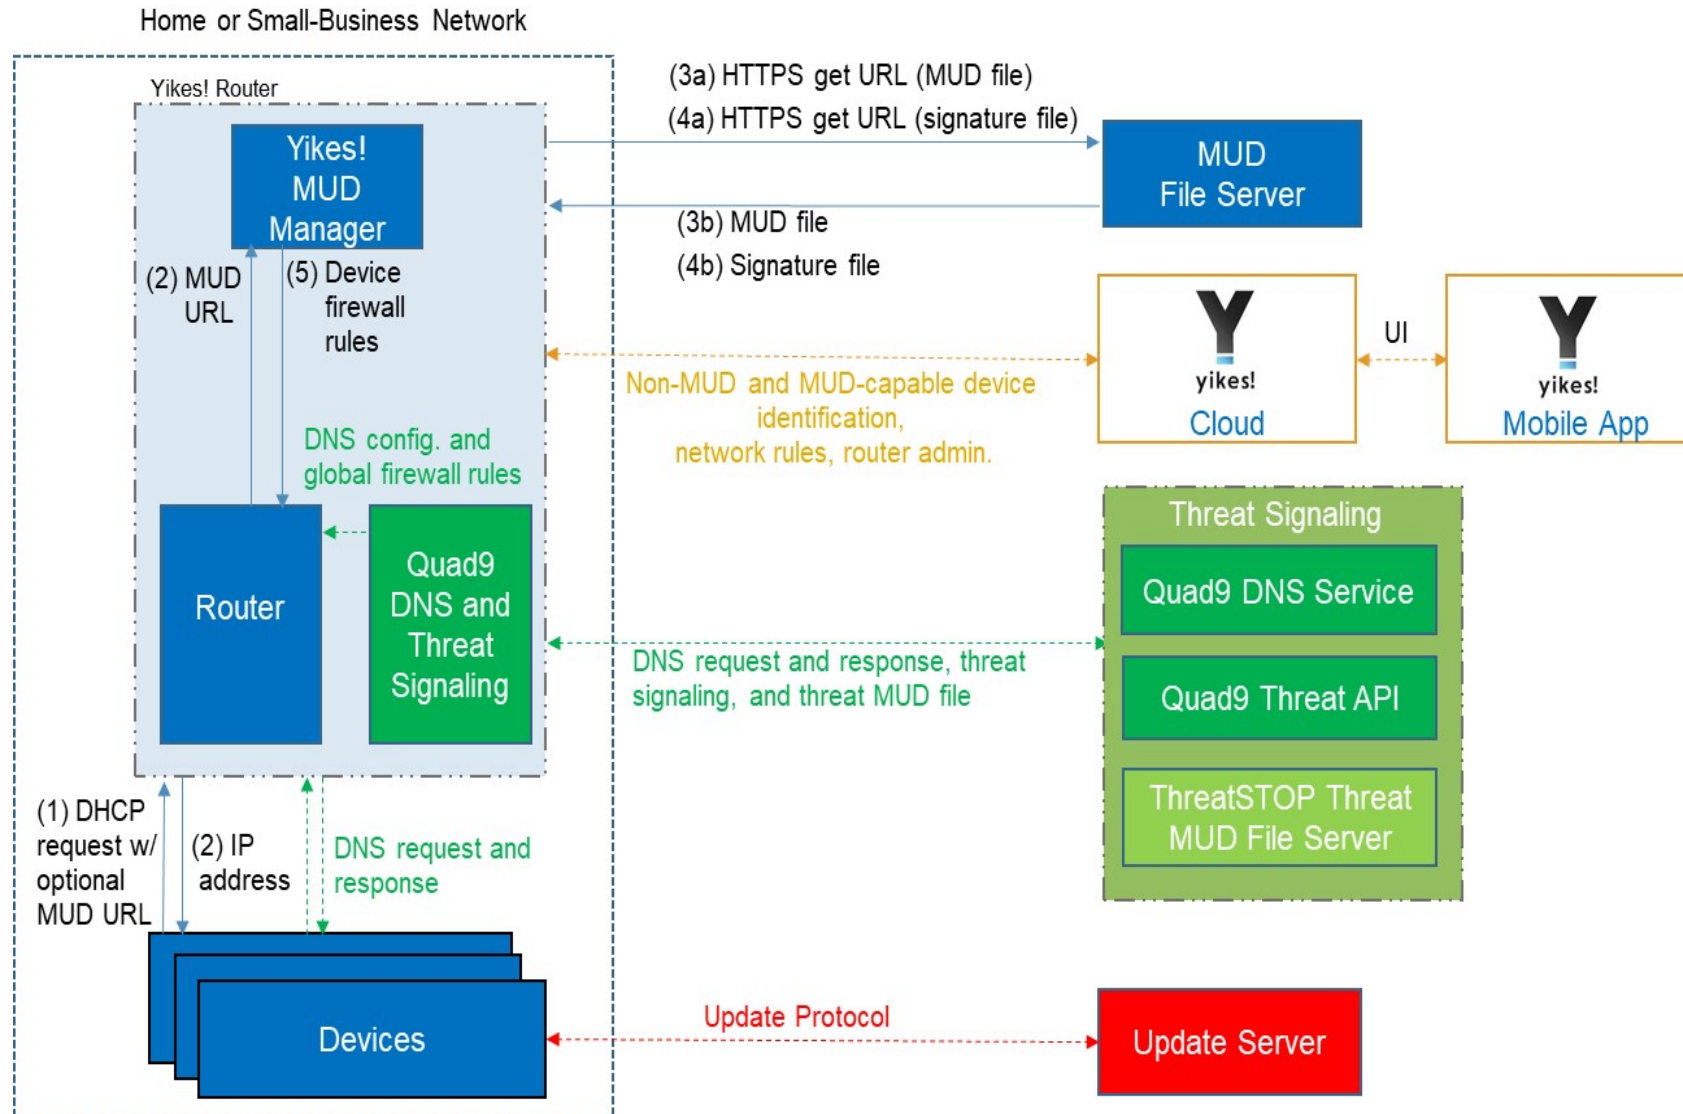 Home or Small-Business Network
Yikes! Router
Yikes!
MUD
Manager
(3a) HTTPS get URL (MUD file)
(4a) HTTPS get URL (signature file)
MUD
File Server
(3b) MUD file
(4b) Signature file
(2) MUD
URL
(5) Device
firewall
rules
Non-MUD and MUD-capable device
identification,
network rules, router admin.
Y
yikes!
Cloud
UI
Y
yikes!
Mobile App
DNS config. and
global firewall rules
Router
Quad9
DNS and
Threat
Signaling
DNS request and response, threat
signaling, and threat MUD file
Threat Signaling
Quad9 DNS Service
Quad9 Threat API
ThreatSTOP Threat
MUD File Server
(1) DHCP
request w/
optional
MUD URL
(2) IP
address
DNS request and
response
Devices
Update Protocol
Update Server